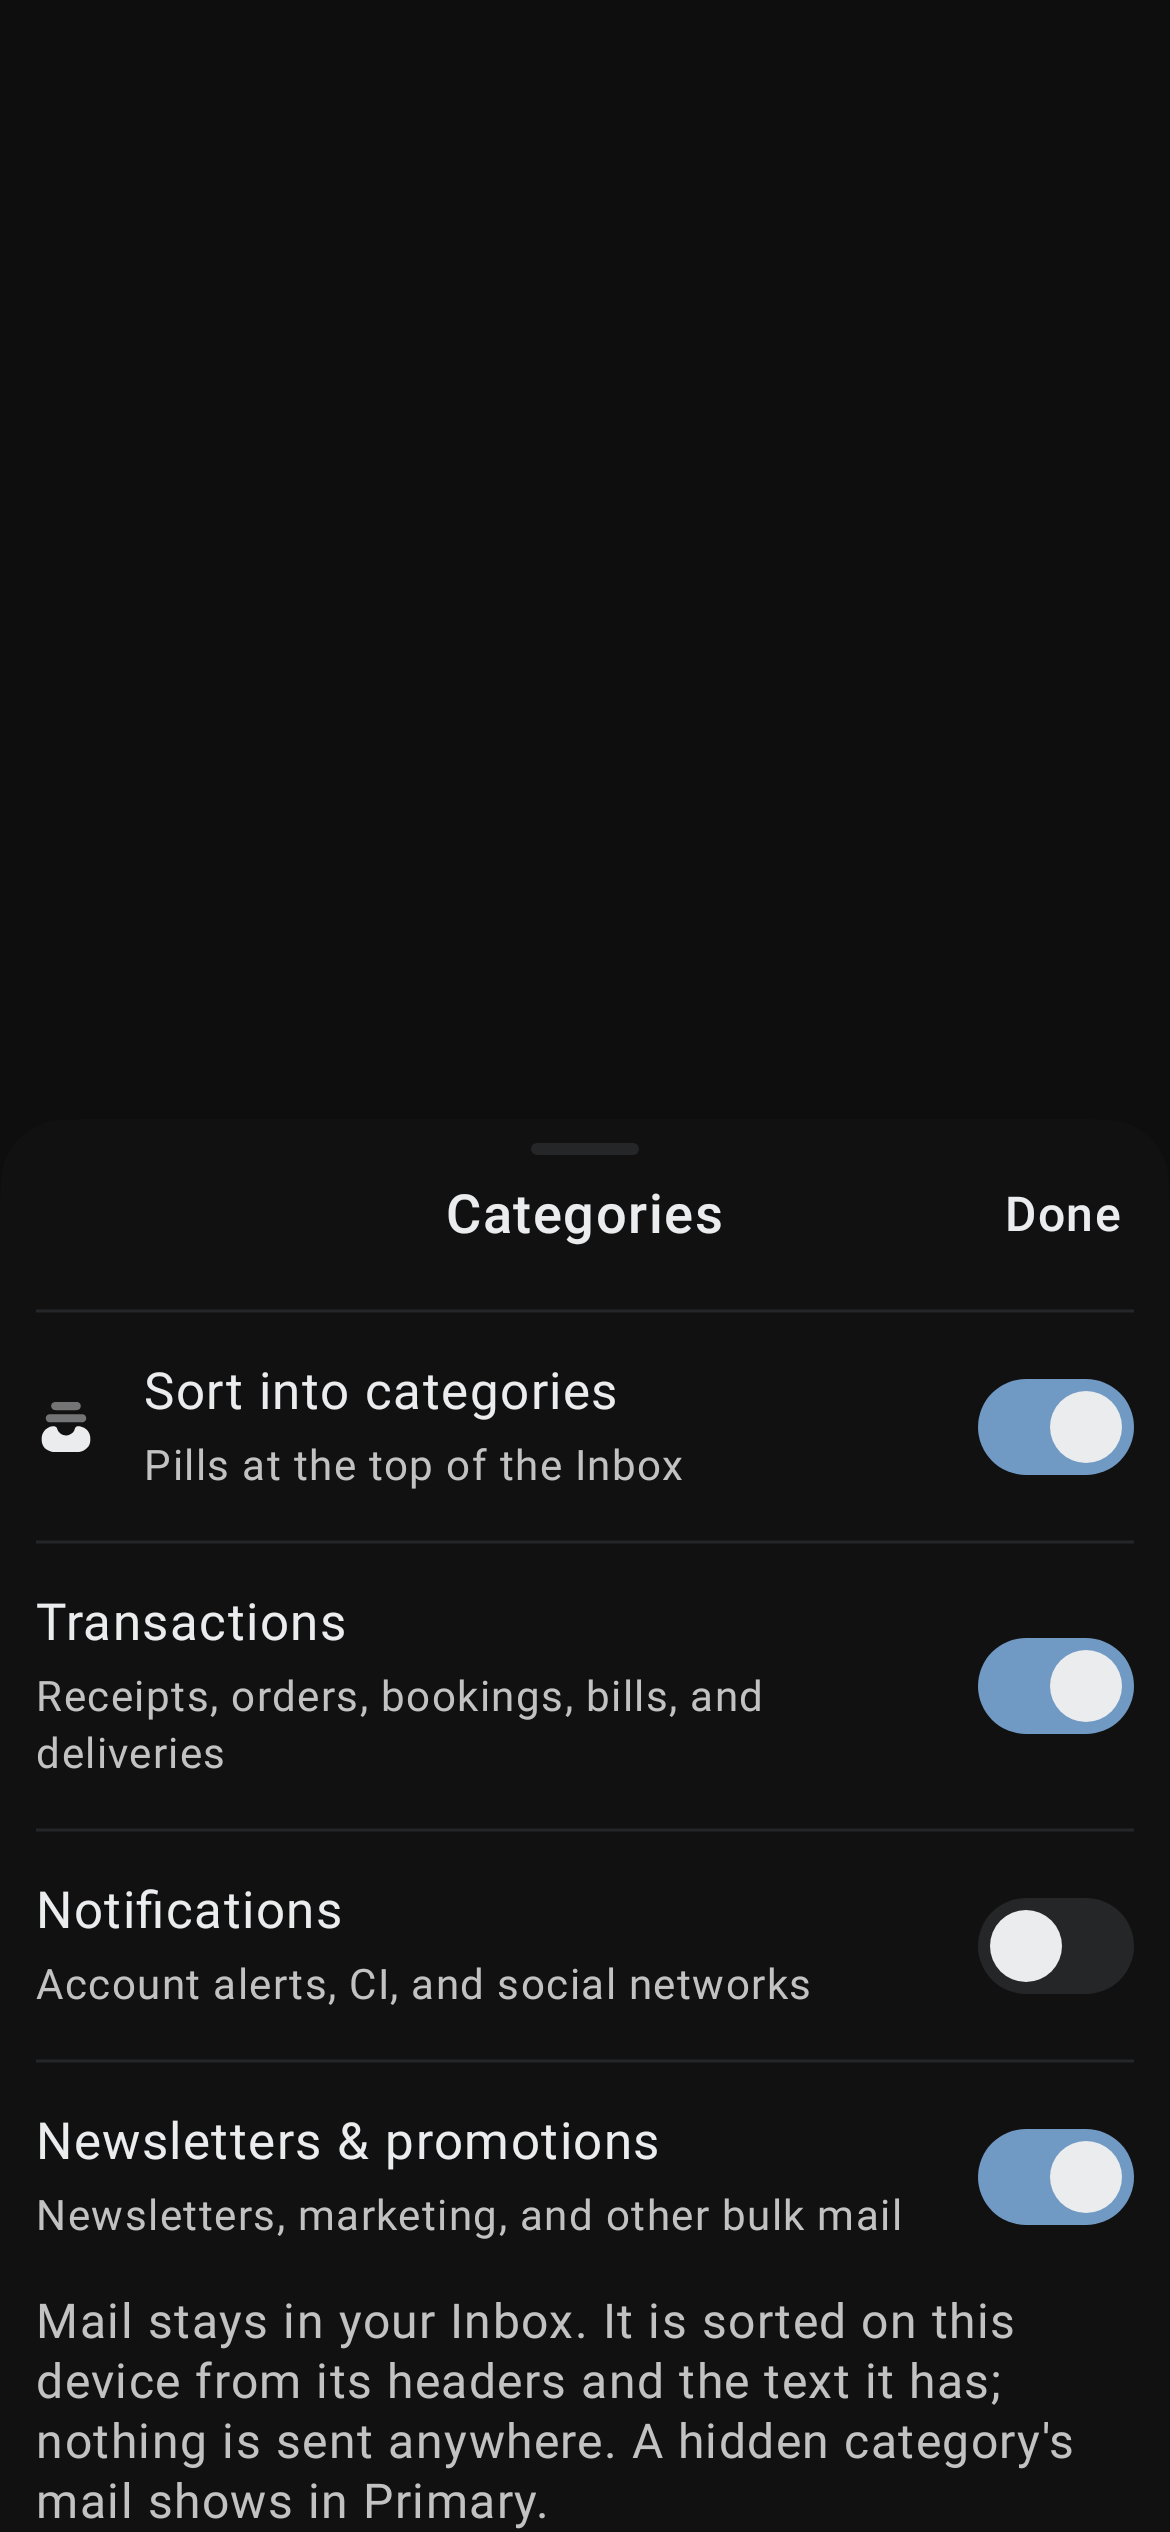 Categories
Done
Sort into categories
Pills at the top of the Inbox
Transactions
Receipts, orders, bookings, bills, and
deliveries
Notifications
Account alerts, CI, and social networks
Newsletters & promotions
Newsletters, marketing, and other bulk mail
Mail stays in your Inbox. It is sorted on this
device from its headers and the text it has;
nothing is sent anywhere. A hidden category's
mail shows in Primary.